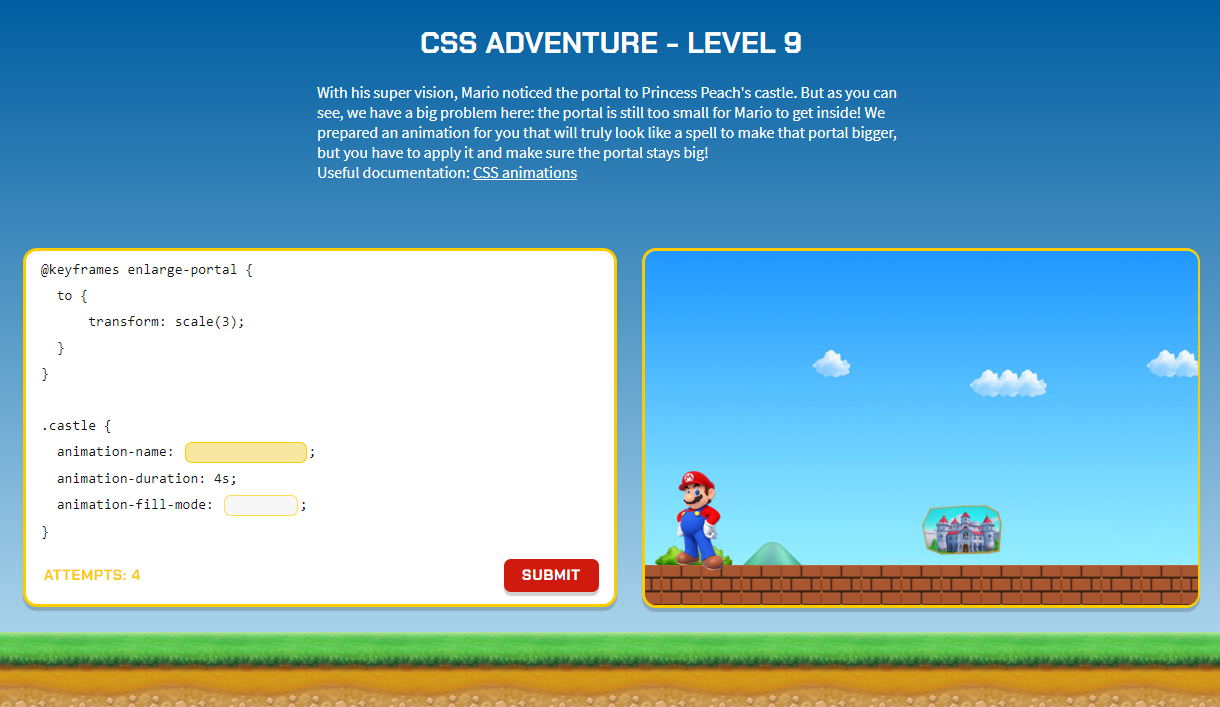 CSS ADVENTURE - LEVEL 9
With his super vision, Mario noticed the portal to Princess Peach's castle. But as you can
see, we have a big problem here: the portal is still too small for Mario to get inside! We
prepared an animation for you that will truly look like a spell to make that portal bigger,
but you have to apply it and make sure the portal stays big!
Useful documentation: CSS animations
@keyframes enlarge-portal {
to {
transform: scale(3);
}
}
.castle {
animation-name: ;
animation-duration: 4s;
animation-fill-mode: ;
}
ATTEMPTS: 4
SUBMIT
M